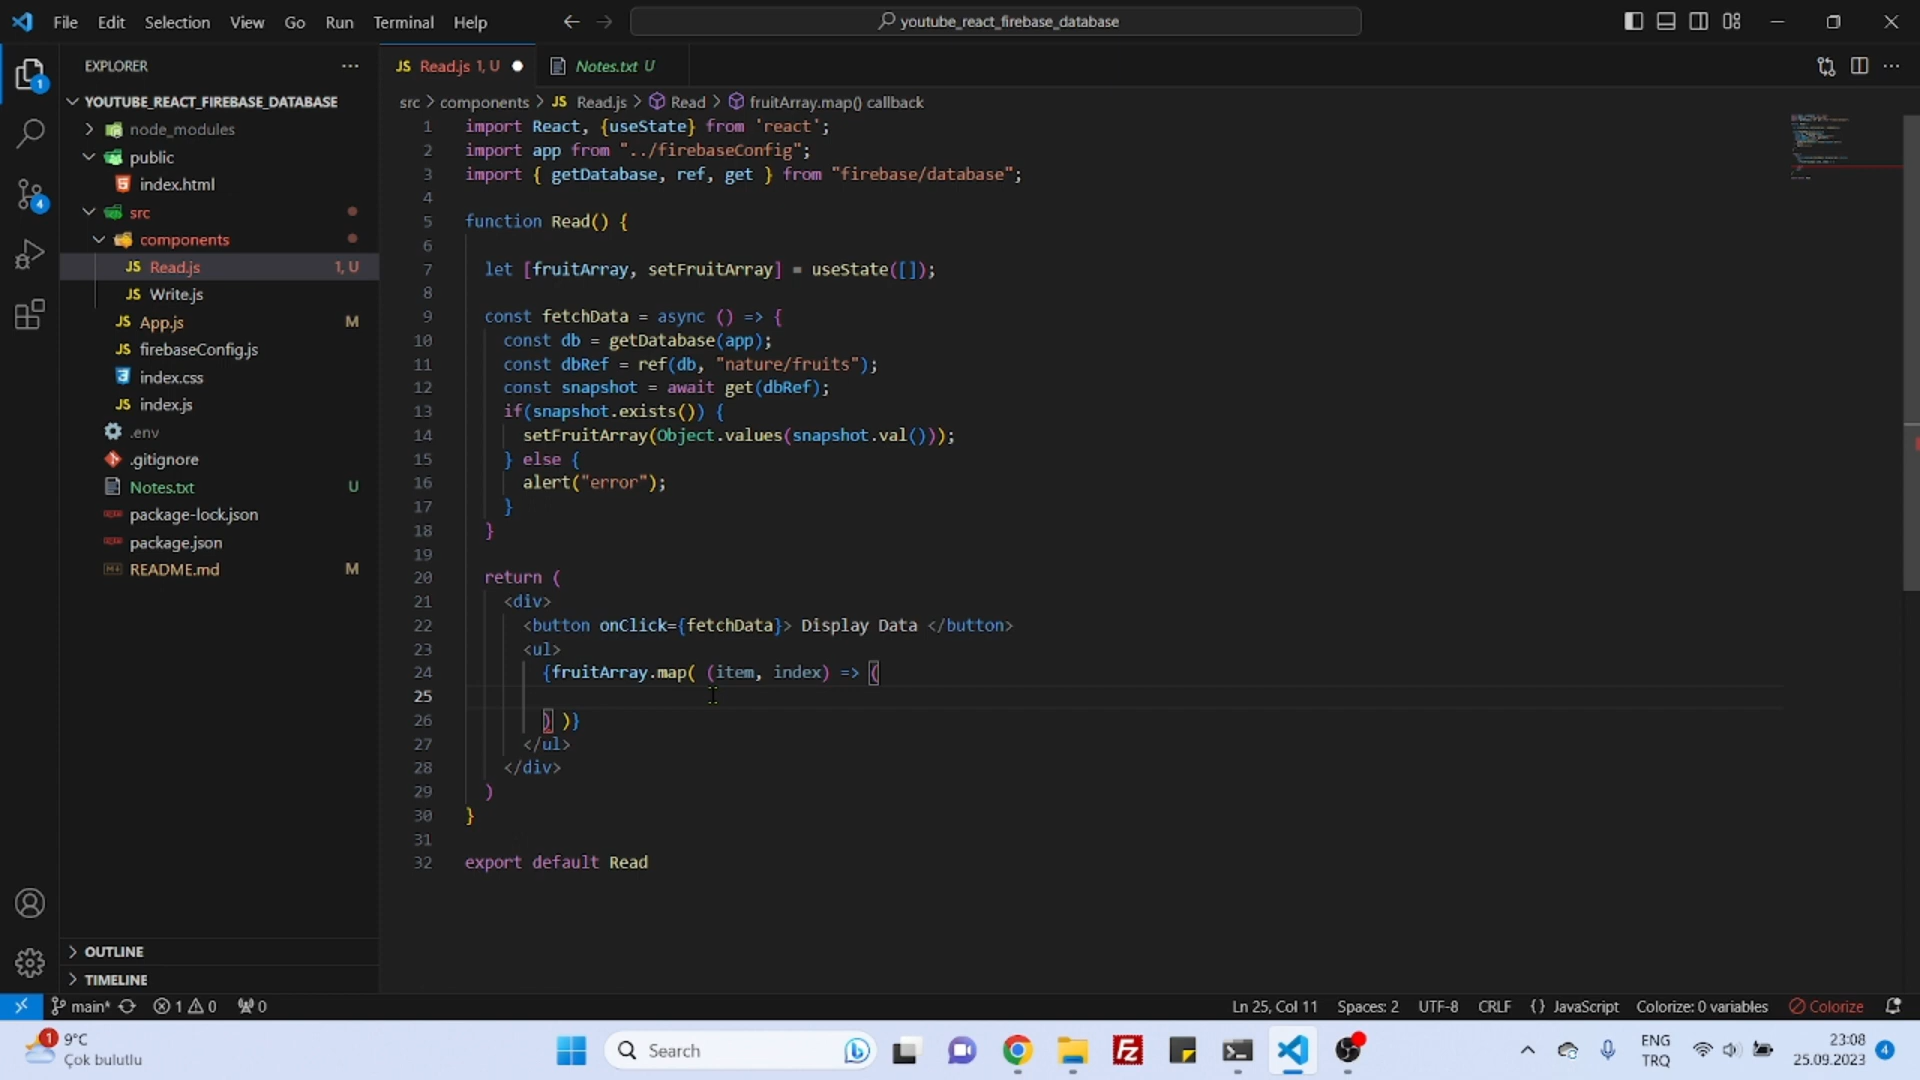 File Edit Selection View Go Run Terminal Help
youtube_react_firebase_database
EXPLORER
JS Read.js 1, U
Notes.txt U
YOUTUBE_REACT_FIREBASE_DATABASE
node_modules
public
index.html
src
components
JS Read.js 1, U
JS Write.js
JS App.js M
JS firebaseConfig.js
index.css
JS index.js
.env
.gitignore
Notes.txt U
package-lock.json
package.json
README.md M
OUTLINE
TIMELINE
src > components > JS Read.js > Read > fruitArray.map() callback
1 import React, {useState} from 'react';
2 import app from "../firebaseConfig";
3 import { getDatabase, ref, get } from "firebase/database";
4
5 function Read() {
6
7 let [fruitArray, setFruitArray] = useState([]);
8
9 const fetchData = async () => {
10 const db = getDatabase(app);
11 const dbRef = ref(db, "nature/fruits");
12 const snapshot = await get(dbRef);
13 if(snapshot.exists()) {
14 setFruitArray(Object.values(snapshot.val()));
15 } else {
16 alert("error");
17 }
18 }
19
20 return (
21 <div>
22 <button onClick={fetchData}> Display Data </button>
23 <ul>
24 {fruitArray.map( (item, index) => (
25
26 ) )}
27 </ul>
28 </div>
29 )
30 }
31
32 export default Read
main* 1 0 0
Ln 25, Col 11 Spaces: 2 UTF-8 CRLF {} JavaScript Colorize: 0 variables Colorize
1 9°C
Çok bulutlu
Search
ENG
TRQ
23:08
25.09.2023
4